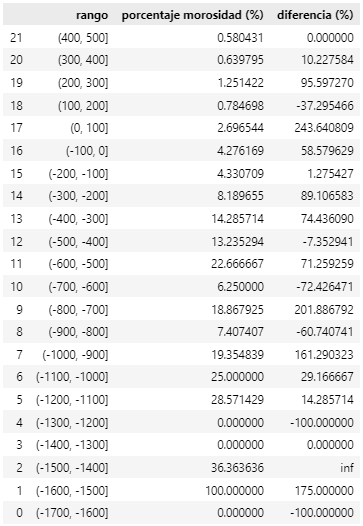 rango porcentaje morosidad (%) diferencia (%)
21 (400, 500] 0.580431 0.000000
20 (300, 400] 0.639795 10.227584
19 (200, 300] 1.251422 95.597270
18 (100, 200] 0.784698 -37.295466
17 (0, 100] 2.696544 243.640809
16 (-100, 0] 4.276169 58.579629
15 (-200, -100] 4.330709 1.275427
14 (-300, -200] 8.189655 89.106583
13 (-400, -300] 14.285714 74.436090
12 (-500, -400] 13.235294 -7.352941
11 (-600, -500] 22.666667 71.259259
10 (-700, -600] 6.250000 -72.426471
9 (-800, -700] 18.867925 201.886792
8 (-900, -800] 7.407407 -60.740741
7 (-1000, -900] 19.354839 161.290323
6 (-1100, -1000] 25.000000 29.166667
5 (-1200, -1100] 28.571429 14.285714
4 (-1300, -1200] 0.000000 -100.000000
3 (-1400, -1300] 0.000000 0.000000
2 (-1500, -1400] 36.363636 inf
1 (-1600, -1500] 100.000000 175.000000
0 (-1700, -1600] 0.000000 -100.000000